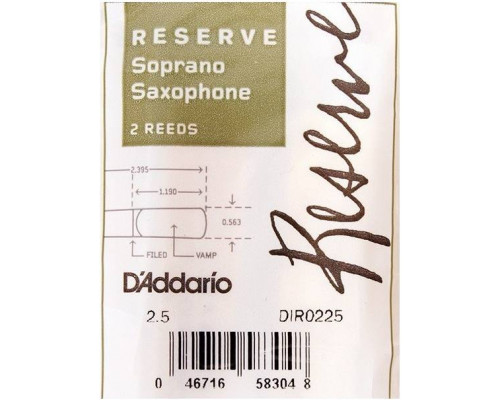 RESERVE
Soprano
Saxophone
2 REEDS
Reserve
2.395
1.190
0.563
FILED
VAMP
D'Addario
2.5 DIR0225
0 46716 58304 8